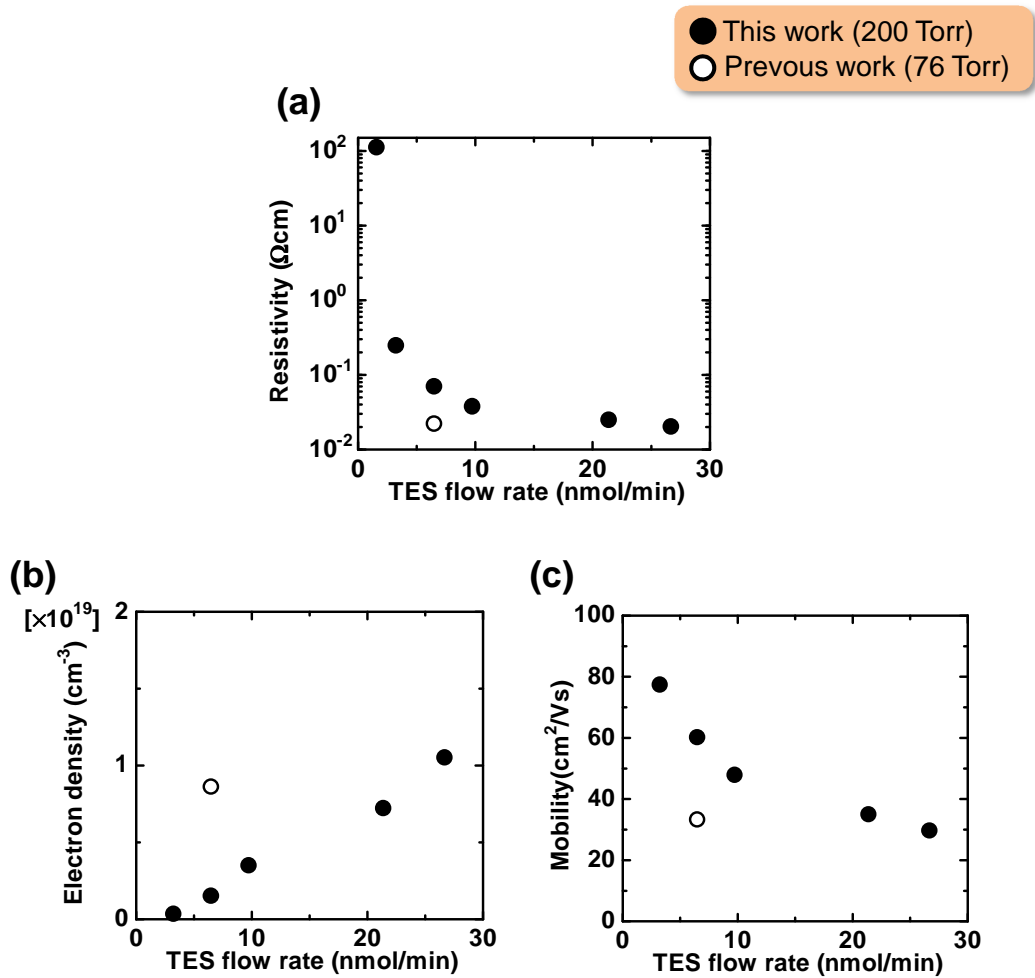 This work (200 Torr)
Prevous work (76 Torr)
(a)
10²
10¹
10⁰
10⁻¹
10⁻²
Resistivity (Ωcm)
0 10 20 30
TES flow rate (nmol/min)
(b)
[×10¹⁹]
2
1
0
Electron density (cm⁻³)
0 10 20 30
TES flow rate (nmol/min)
(c)
100
80
60
40
20
0
Mobility(cm²/Vs)
0 10 20 30
TES flow rate (nmol/min)